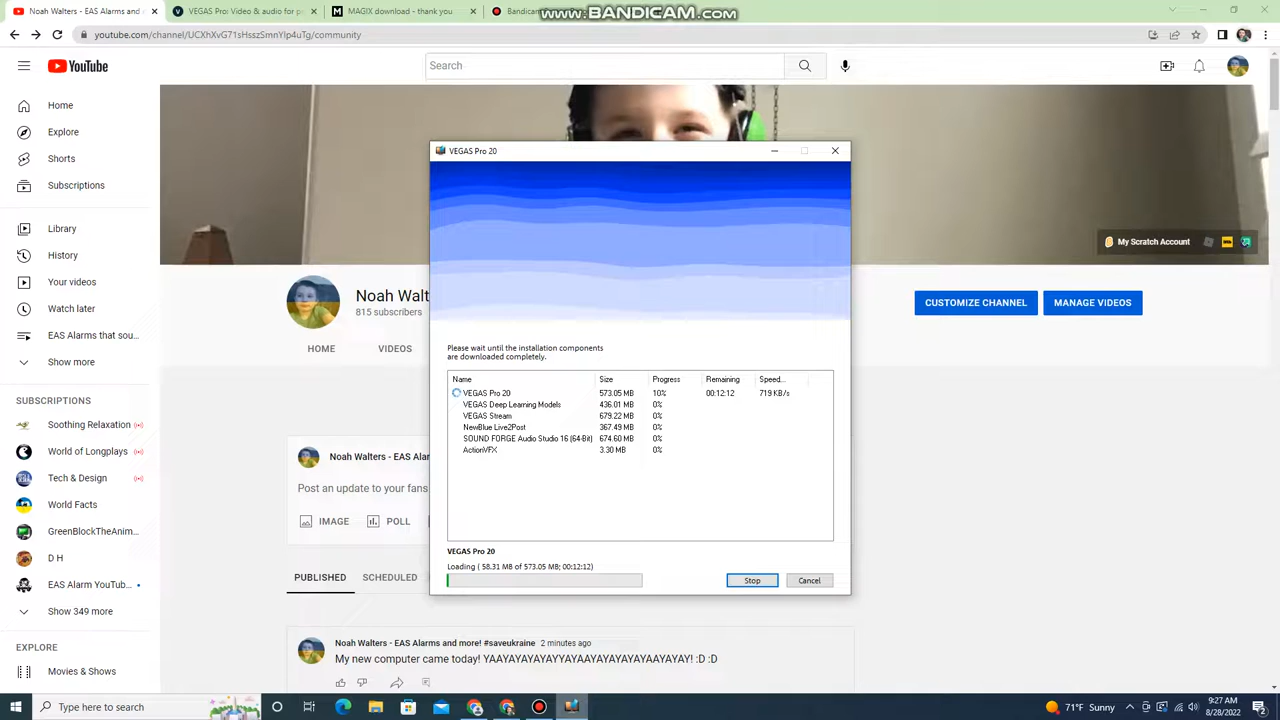 Noah Walters - EAS Alarms and
VEGAS Pro Video & audio for p
MAGIX download - thank you
Bandicam
www.BANDICAM.com
youtube.com/channel/UCXhXvG71sHsszSmnYIp4uTg/community
YouTube
Search
Home
Explore
Shorts
Subscriptions
Library
History
Your videos
Watch later
EAS Alarms that sou...
Show more
SUBSCRIPTIONS
Soothing Relaxation
World of Longplays
Tech & Design
World Facts
GreenBlockTheAnim...
D H
EAS Alarm YouTub...
Show 349 more
EXPLORE
Movies & Shows
My Scratch Account
Noah Walt
815 subscribers
CUSTOMIZE CHANNEL
MANAGE VIDEOS
HOME
VIDEOS
Noah Walters - EAS Alar
Post an update to your fans
IMAGE
POLL
PUBLISHED
SCHEDULED
Noah Walters - EAS Alarms and more! #saveukraine 2 minutes ago
My new computer came today! YAAYAYAYAYAYYAYAAYAYAYAYAYAAYAYAY! :D :D
VEGAS Pro 20
Please wait until the installation components
are downloaded completely.
Name Size Progress Remaining Speed...
VEGAS Pro 20 573.05 MB 10% 00:12:12 719 KB/s
VEGAS Deep Learning Models 436.01 MB 0%
VEGAS Stream 679.22 MB 0%
NewBlue Live2Post 367.49 MB 0%
SOUND FORGE Audio Studio 16 (64-Bit) 674.60 MB 0%
ActionVFX 3.30 MB 0%
VEGAS Pro 20
Loading ( 58.31 MB of 573.05 MB; 00:12:12)
Stop
Cancel
Type here to search
71°F Sunny
9:27 AM
8/28/2022